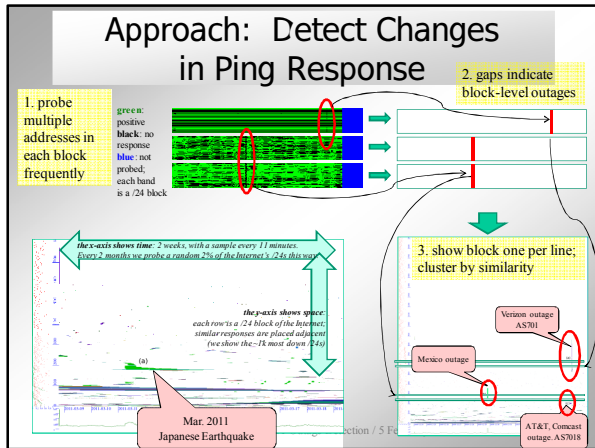 Approach: Detect Changes
in Ping Response
1. probe
multiple
addresses in
each block
frequently
green:
positive
black: no
response
blue: not
probed;
each band
is a /24 block
2. gaps indicate
block-level outages
the x-axis shows time: 2 weeks, with a sample every 11 minutes.
Every 2 months we probe a random 2% of the Internet's /24s this way
the y-axis shows space:
each row is a /24 block of the Internet;
similar responses are placed adjacent
(we show the ~1k most down /24s)
(a)
Mar. 2011
Japanese Earthquake
3. show block one per line;
cluster by similarity
Verizon outage
AS701
Mexico outage
AT&T, Comcast
outage. AS7018
ection / 5 Fe